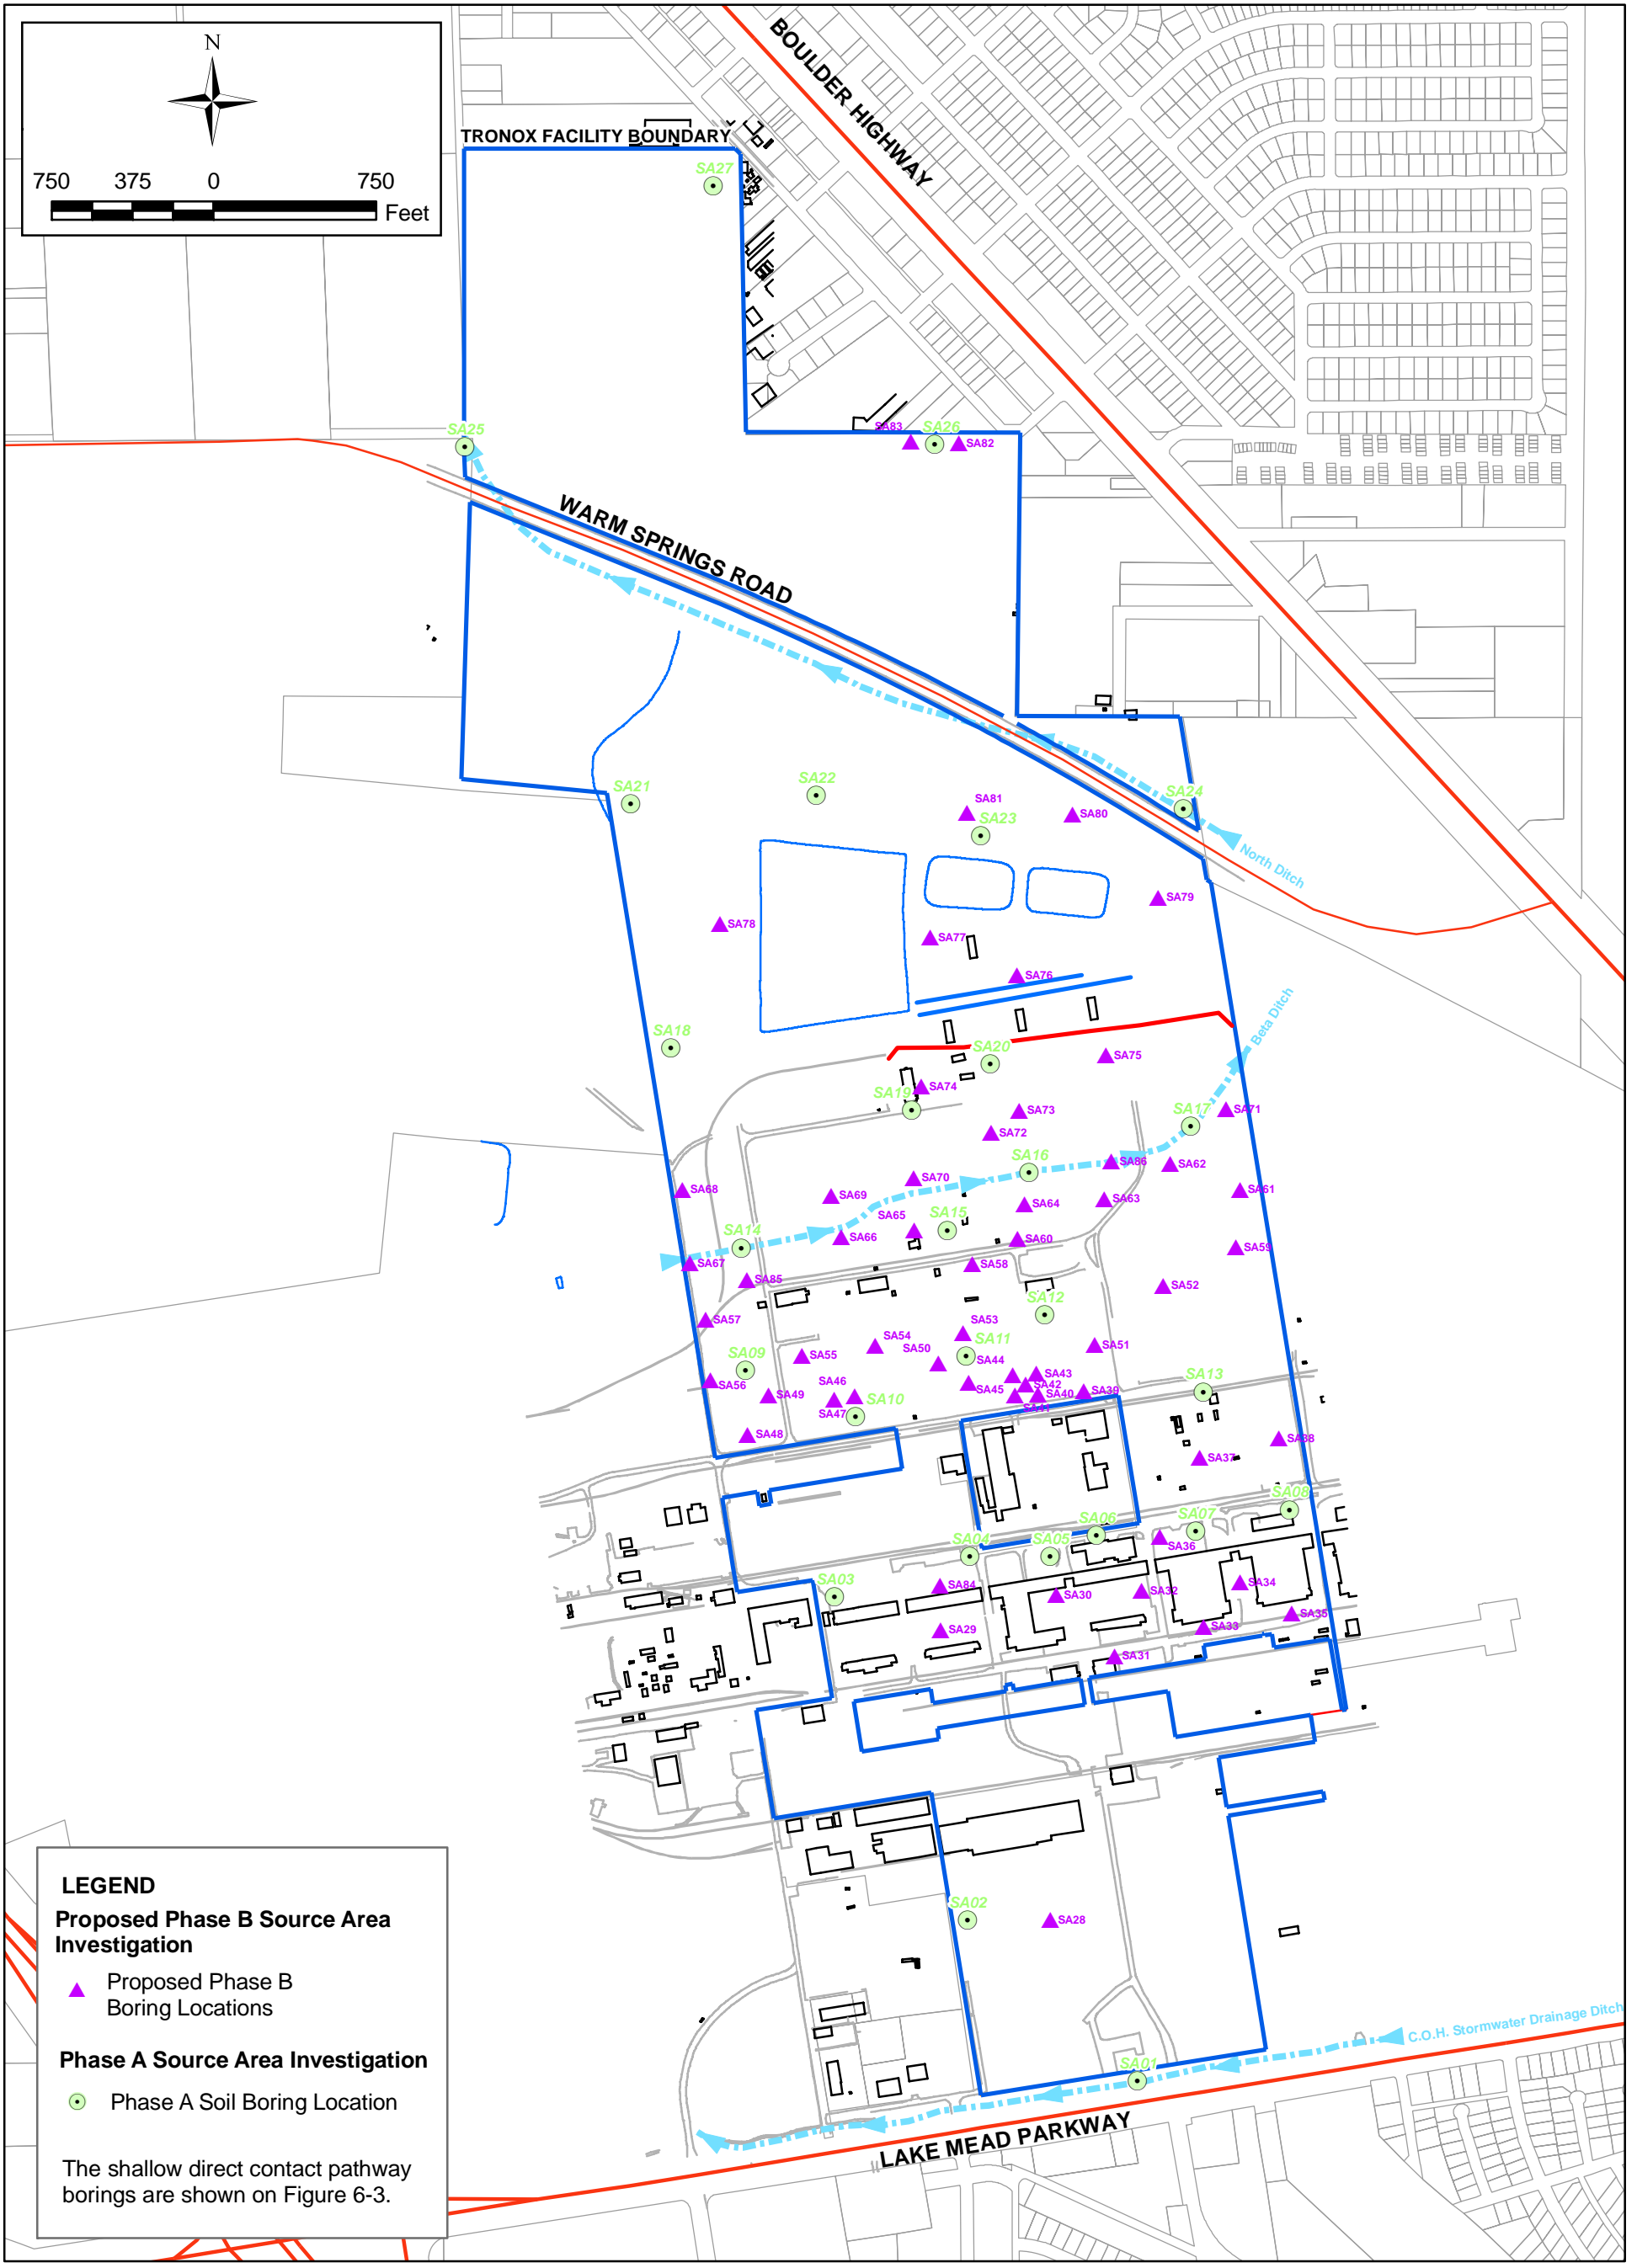 N
750 375 0 750
Feet
BOULDER HIGHWAY
TRONOX FACILITY BOUNDARY
SA27
SA25
SA83
SA26
SA82
WARM SPRINGS ROAD
SA21
SA22
SA81
SA23
SA80
SA24
North Ditch
SA79
SA78
SA77
SA76
Beta Ditch
SA18
SA20
SA75
SA74
SA19
SA73
SA71
SA17
SA72
SA16
SA86
SA62
SA70
SA68
SA69
SA61
SA63
SA64
SA65
SA15
SA66
SA60
SA14
SA59
SA67
SA58
SA85
SA52
SA12
SA57
SA53
SA54
SA11
SA51
SA50
SA55
SA44
SA09
SA43
SA56
SA46
SA45
SA42
SA13
SA49
SA40
SA39
SA10
SA47
SA41
SA48
SA38
SA37
SA08
SA07
SA06
SA36
SA04
SA05
SA03
SA84
SA30
SA32
SA34
SA35
SA29
SA33
SA31
SA02
SA28
C.O.H. Stormwater Drainage Ditch
SA01
LAKE MEAD PARKWAY
LEGEND
Proposed Phase B Source Area
Investigation
Proposed Phase B
Boring Locations
Phase A Source Area Investigation
Phase A Soil Boring Location
The shallow direct contact pathway
borings are shown on Figure 6-3.